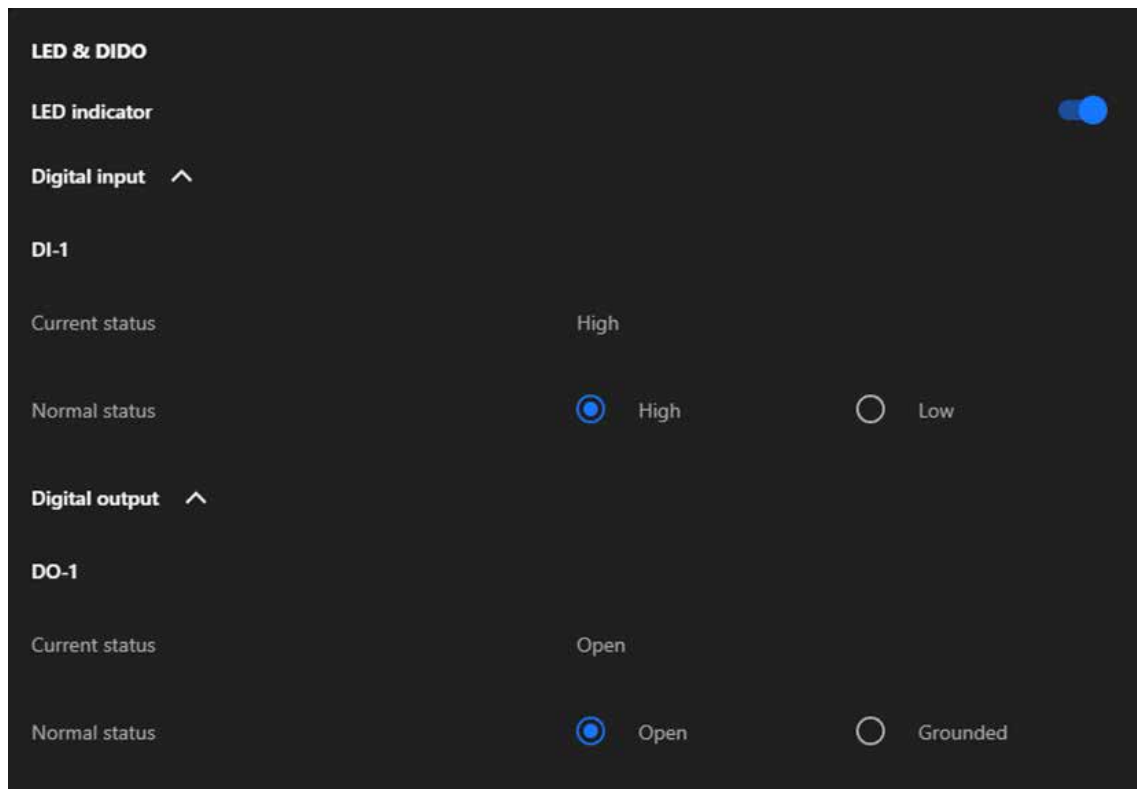 LED & DIDO
LED indicator
Digital input
DI-1
Current status High
Normal status High Low
Digital output
DO-1
Current status Open
Normal status Open Grounded